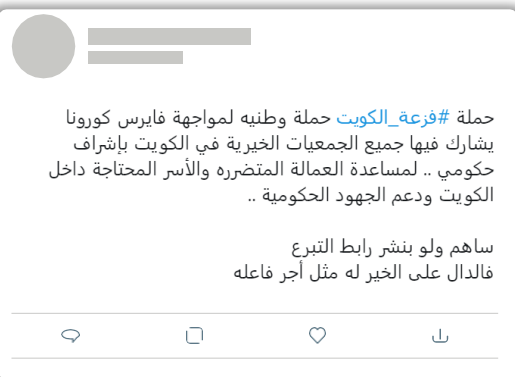 حملة #فزعة_الكويت حملة وطنيه لمواجهة فايرس كورونا
يشارك فيها جميع الجمعيات الخيرية في الكويت بإشراف
حكومي .. لمساعدة العمالة المتضرره والأسر المحتاجة داخل
الكويت ودعم الجهود الحكومية ..
ساهم ولو بنشر رابط التبرع
فالدال على الخير له مثل أجر فاعله